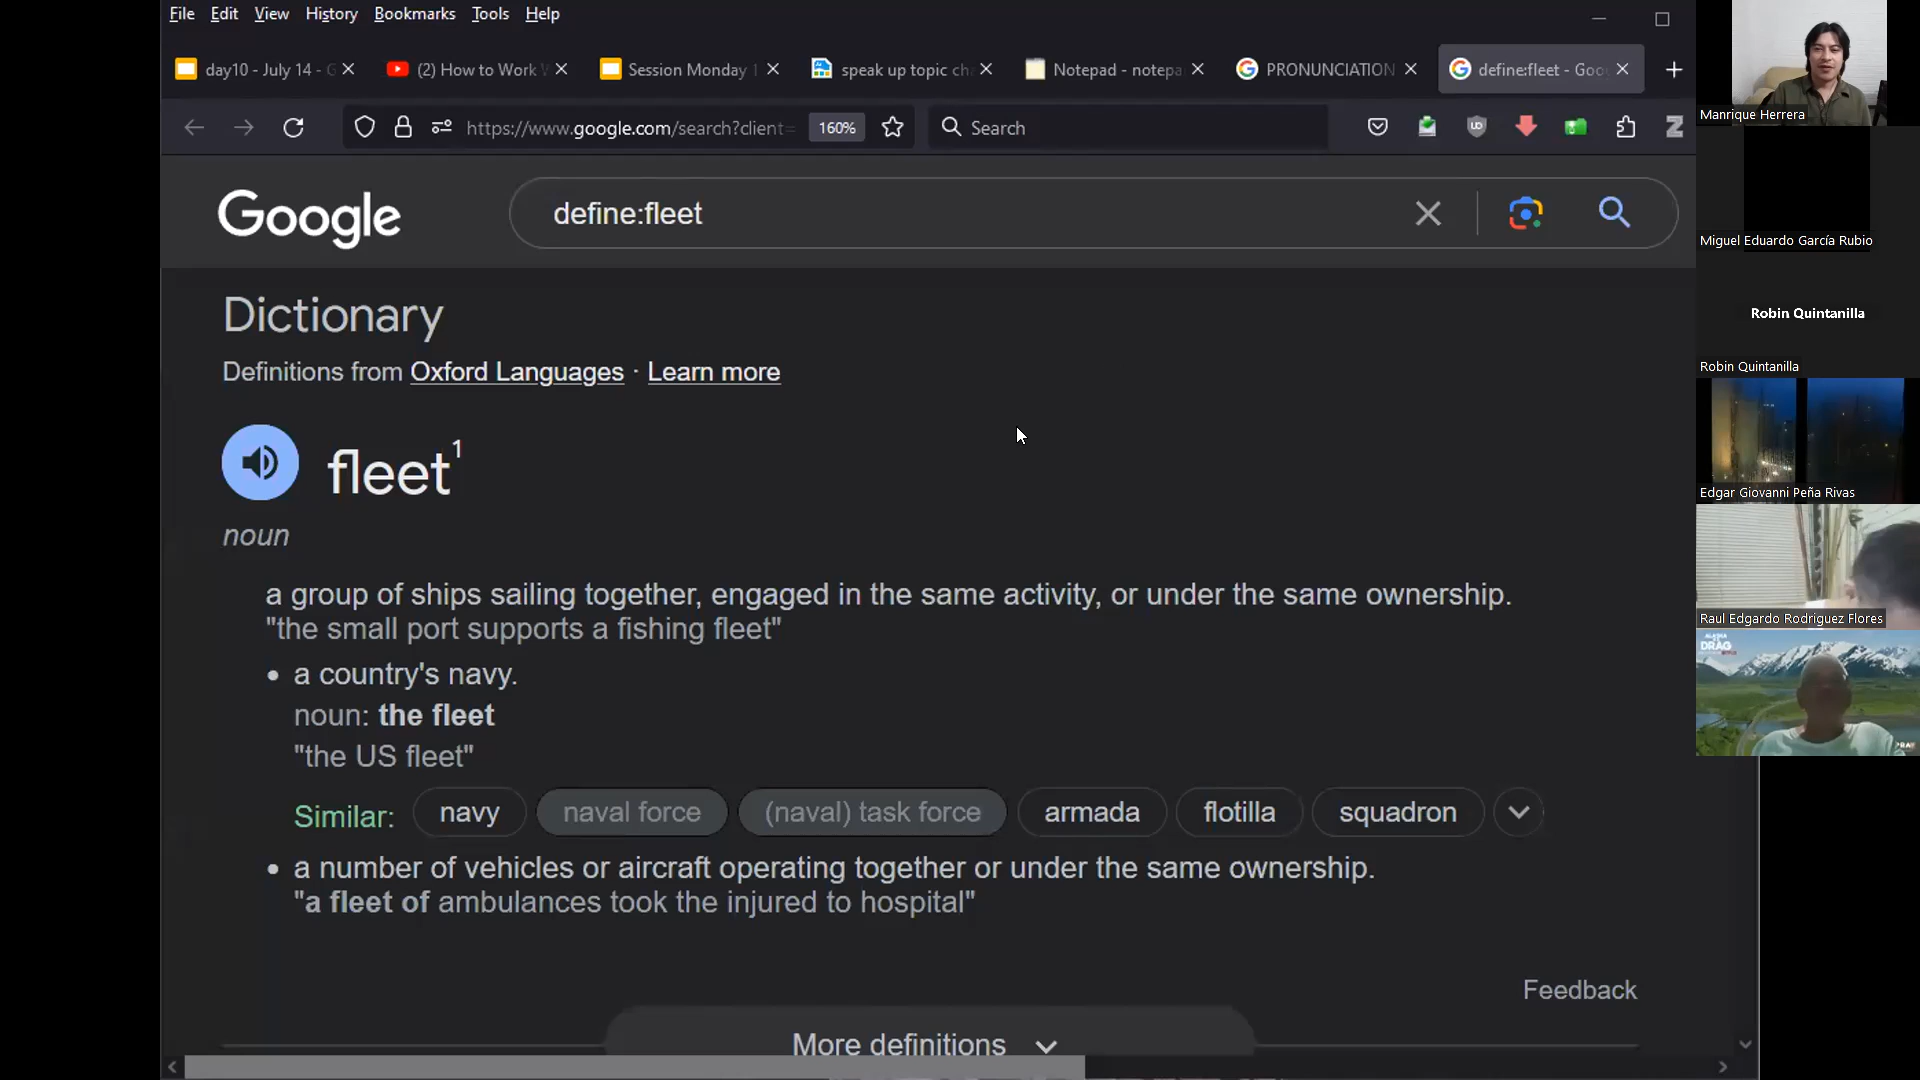 File Edit View History Bookmarks Tools Help
day10 - July 14 - G
(2) How to Work
Session Monday
speak up topic ch
Notepad - notepa
PRONUNCIATION
define:fleet - Goo
https://www.google.com/search?client=
160%
Search
Google
define:fleet
Dictionary
Definitions from Oxford Languages · Learn more
fleet¹
noun
a group of ships sailing together, engaged in the same activity, or under the same ownership.
"the small port supports a fishing fleet"
• a country's navy.
noun: the fleet
"the US fleet"
Similar: navy naval force (naval) task force armada flotilla squadron
• a number of vehicles or aircraft operating together or under the same ownership.
"a fleet of ambulances took the injured to hospital"
Feedback
More definitions
Manrique Herrera
Miguel Eduardo García Rubio
Robin Quintanilla
Robin Quintanilla
Edgar Giovanni Peña Rivas
Raul Edgardo Rodriguez Flores
DRAG